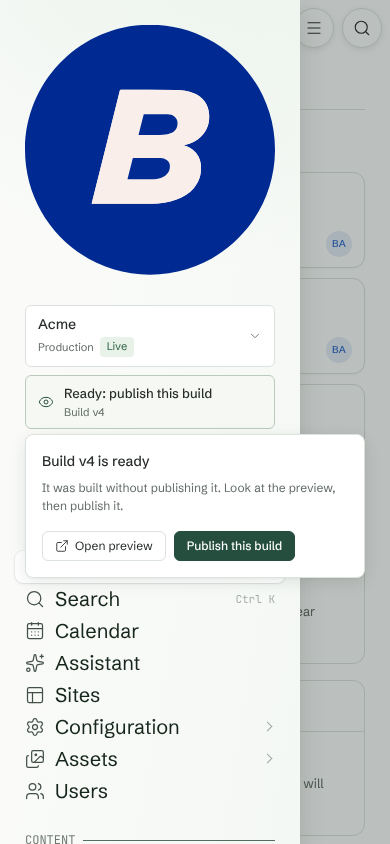 B
BA
BA
Acme
Production Live
Ready: publish this build
Build v4
Build v4 is ready
It was built without publishing it. Look at the preview,
then publish it.
Open preview
Publish this build
Search Ctrl K
ear
Calendar
Assistant
Sites
Configuration
Assets
will
Users
CONTENT